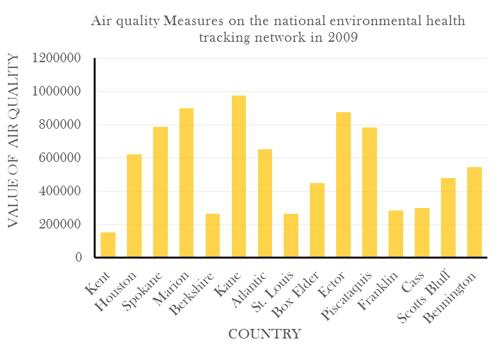 Air quality Measures on the national environmental health
tracking network in 2009
VALUE OF AIR QUALITY
1200000
1000000
800000
600000
400000
200000
0
Kent
Houston
Spokane
Marion
Berkshire
Kane
Atlantic
St. Louis
Box Elder
Ector
Piscataquis
Franklin
Cass
Scotts Bluff
Bennington
COUNTRY